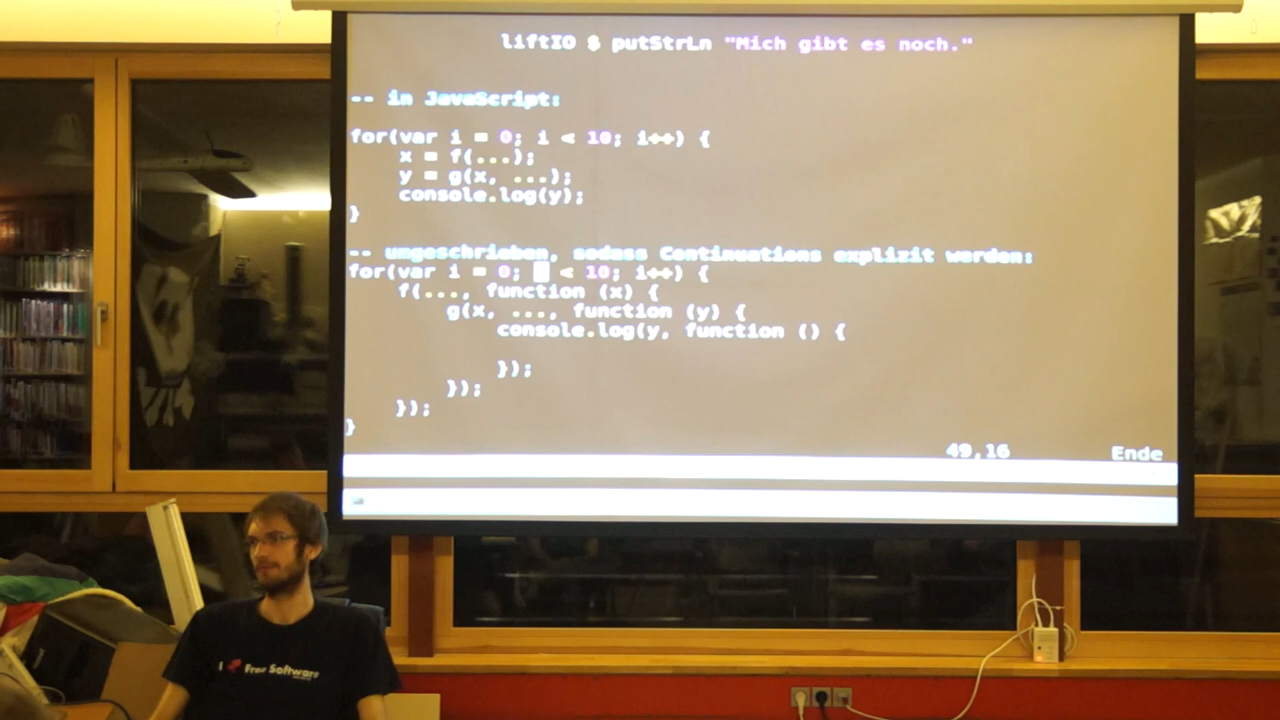 liftIO $ putStrLn "Mich gibt es noch."
-- in JavaScript:
for(var i = 0; i < 10; i++) {
x = f(...);
y = g(x, ...);
console.log(y);
}
-- umgeschrieben, sodass Continuations explizit werden:
for(var i = 0; i < 10; i++) {
f(..., function (x) {
g(x, ..., function (y) {
console.log(y, function () {
});
});
});
}
49,16 Ende
I Free Software